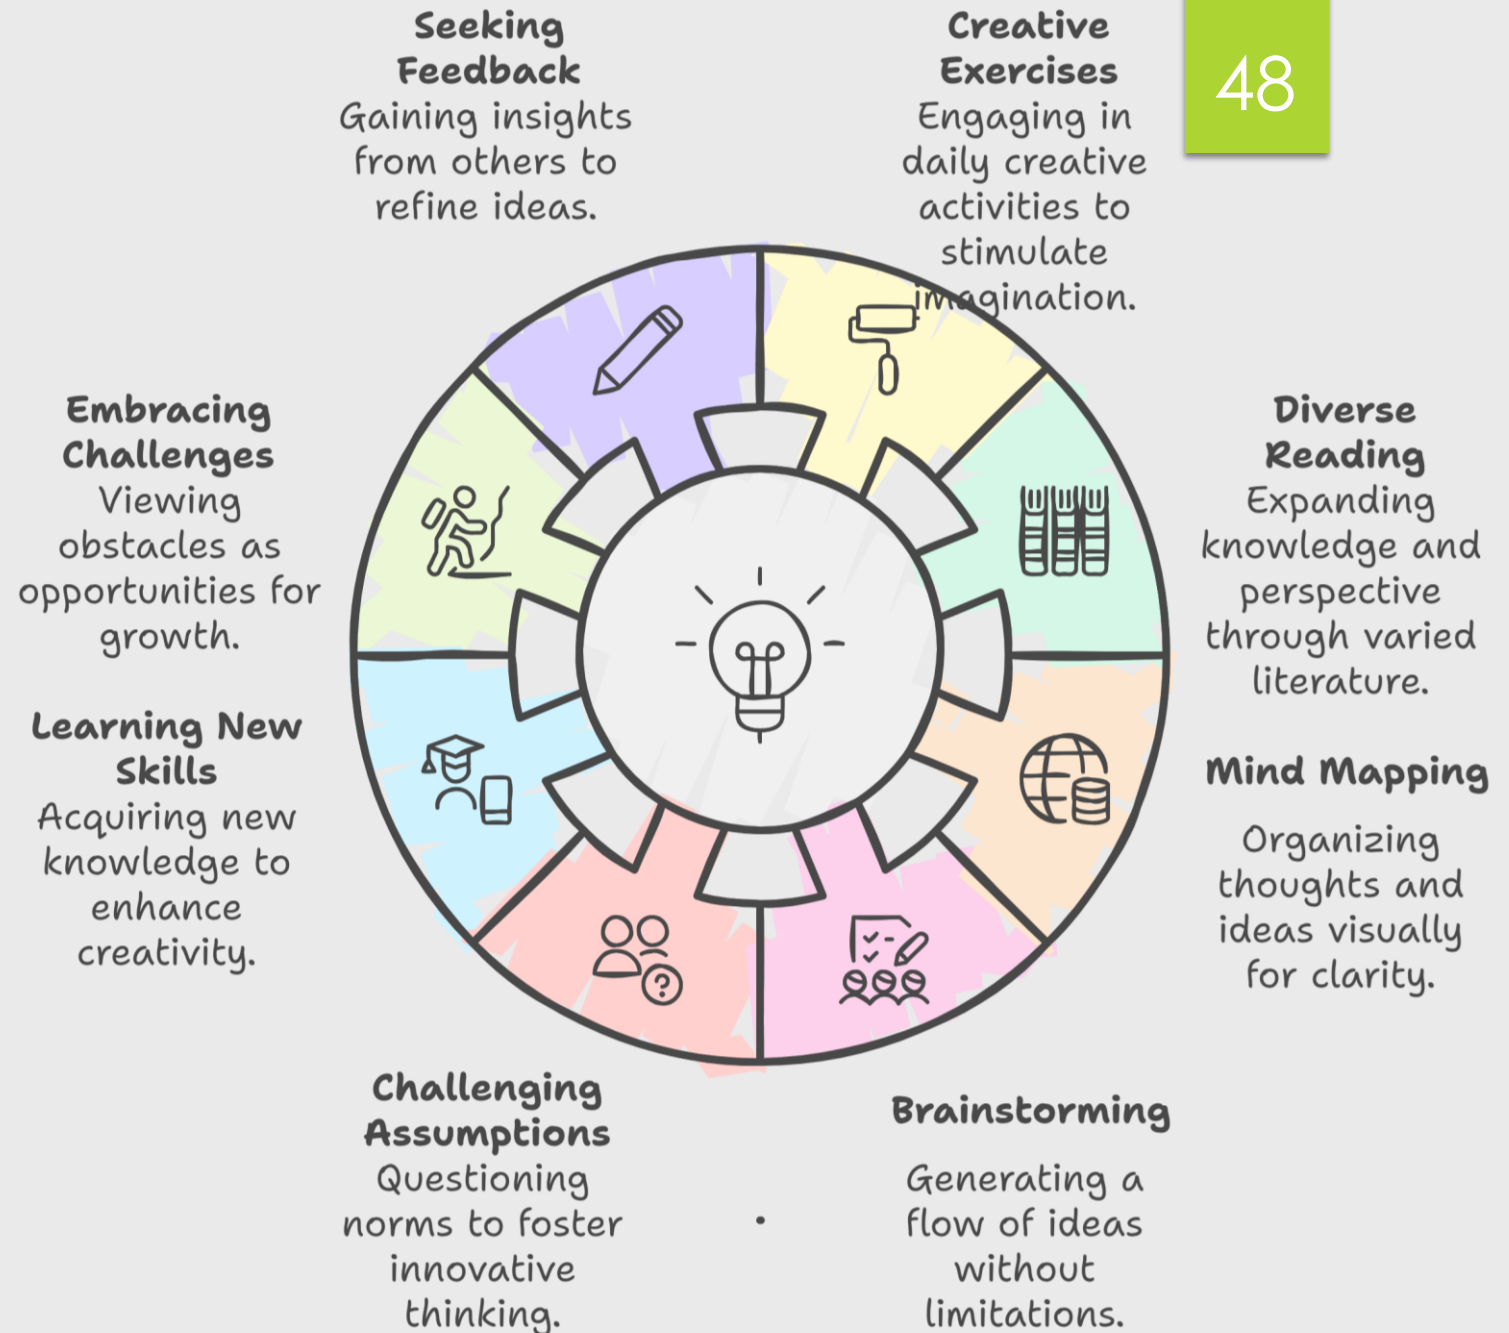 Seeking
Feedback
Gaining insights
from others to
refine ideas.
Creative
Exercises
Engaging in
daily creative
activities to
stimulate
imagination.
48
Embracing
Challenges
Viewing
obstacles as
opportunities for
growth.
Diverse
Reading
Expanding
knowledge and
perspective
through varied
literature.
Learning New
Skills
Acquiring new
knowledge to
enhance
creativity.
Mind Mapping
Organizing
thoughts and
ideas visually
for clarity.
?
Challenging
Assumptions
Questioning
norms to foster
innovative
thinking.
Brainstorming
Generating a
flow of ideas
without
limitations.